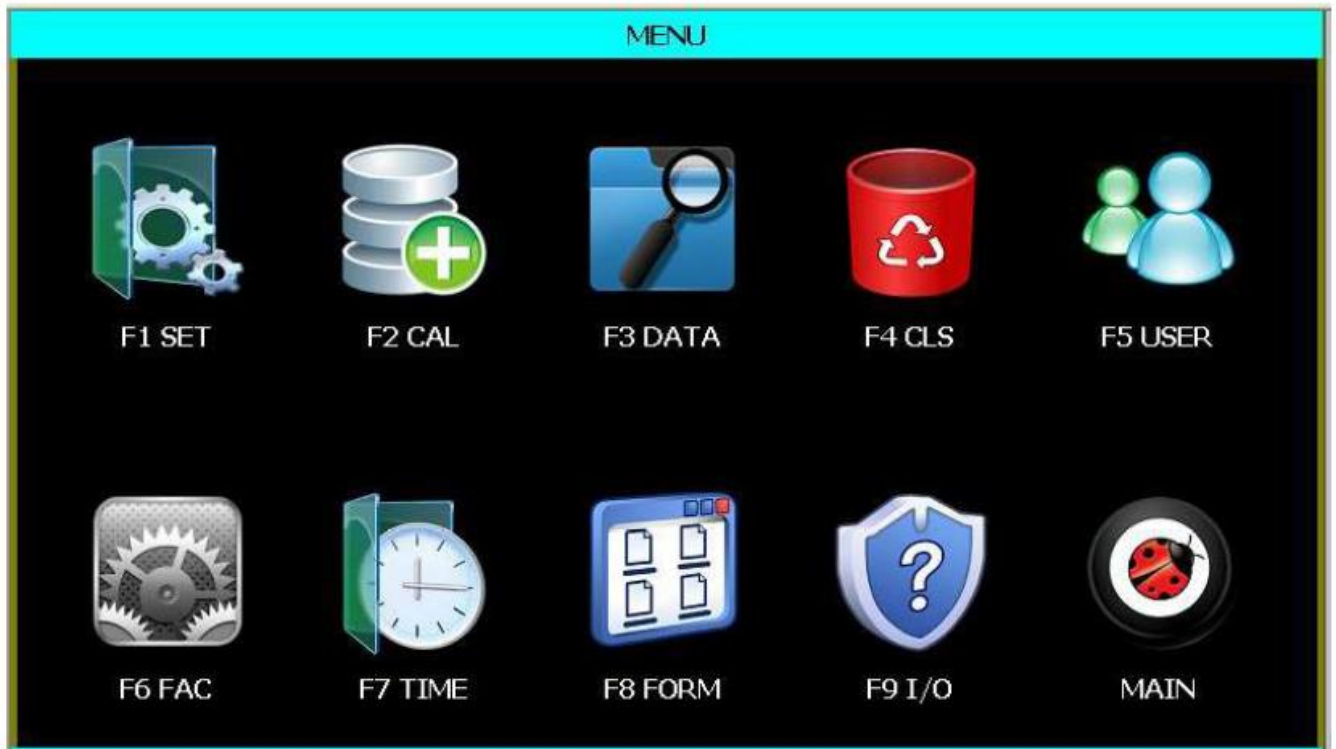 MENU
F1 SET
F2 CAL
F3 DATA
F4 CLS
F5 USER
F6 FAC
F7 TIME
F8 FORM
F9 I/O
MAIN